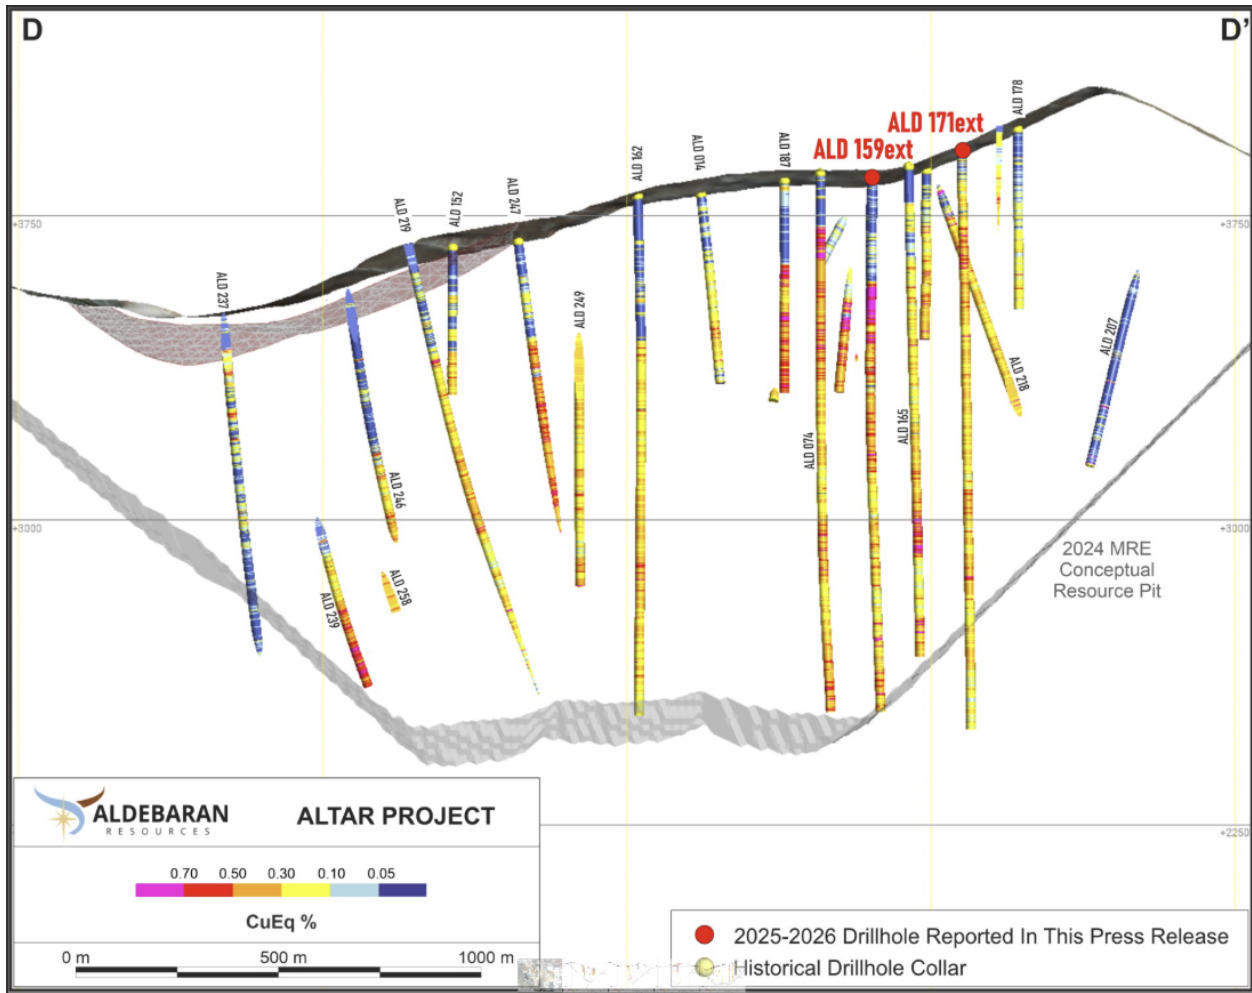 D
D'
ALD 178
ALD 171ext
ALD 159ext
ALD 187
ALD 014
ALD 162
ALD 247
ALD 152
ALD 219
+3750
+3750
ALD 237
ALD 249
ALD 207
ALD 218
ALD 165
ALD 074
ALD 246
+3000
+3000
2024 MRE
Conceptual
Resource Pit
ALD 258
ALD 239
+2250
ALDEBARAN
RESOURCES
ALTAR PROJECT
0.70 0.50 0.30 0.10 0.05
CuEq %
0 m 500 m 1000 m
2025-2026 Drillhole Reported In This Press Release
Historical Drillhole Collar